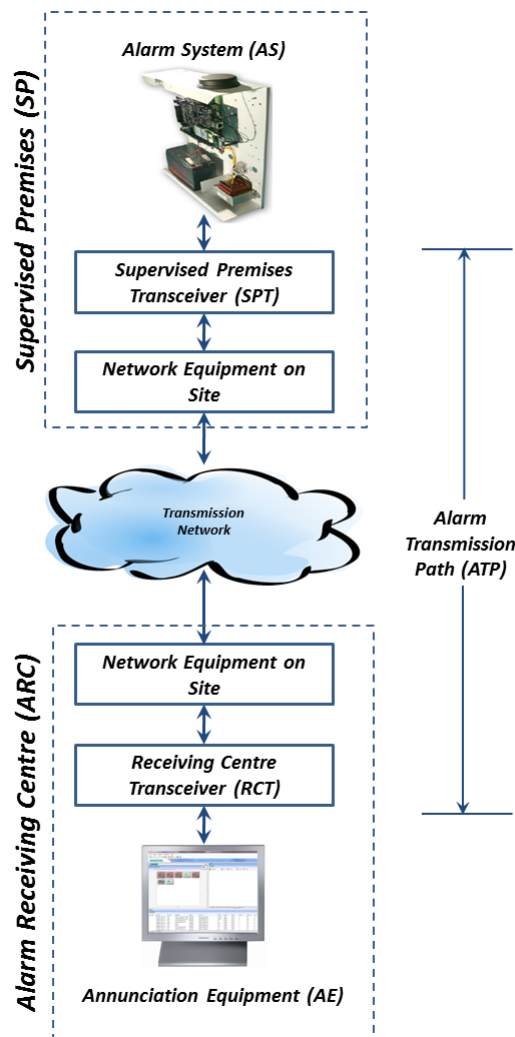 Supervised Premises (SP)
Alarm System (AS)
Supervised Premises
Transceiver (SPT)
Network Equipment on
Site
Transmission
Network
Alarm
Transmission
Path (ATP)
Alarm Receiving Centre (ARC)
Network Equipment on
Site
Receiving Centre
Transceiver (RCT)
Annunciation Equipment (AE)